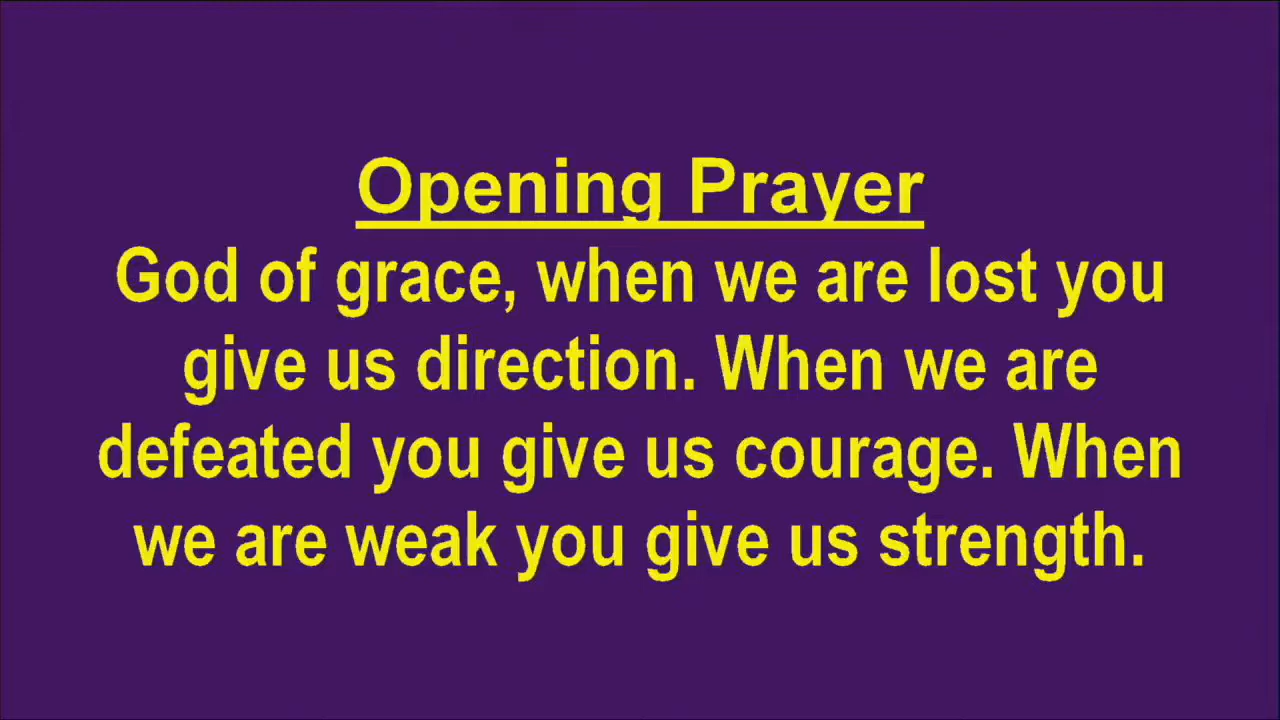 Opening Prayer
God of grace, when we are lost you
give us direction. When we are
defeated you give us courage. When
we are weak you give us strength.